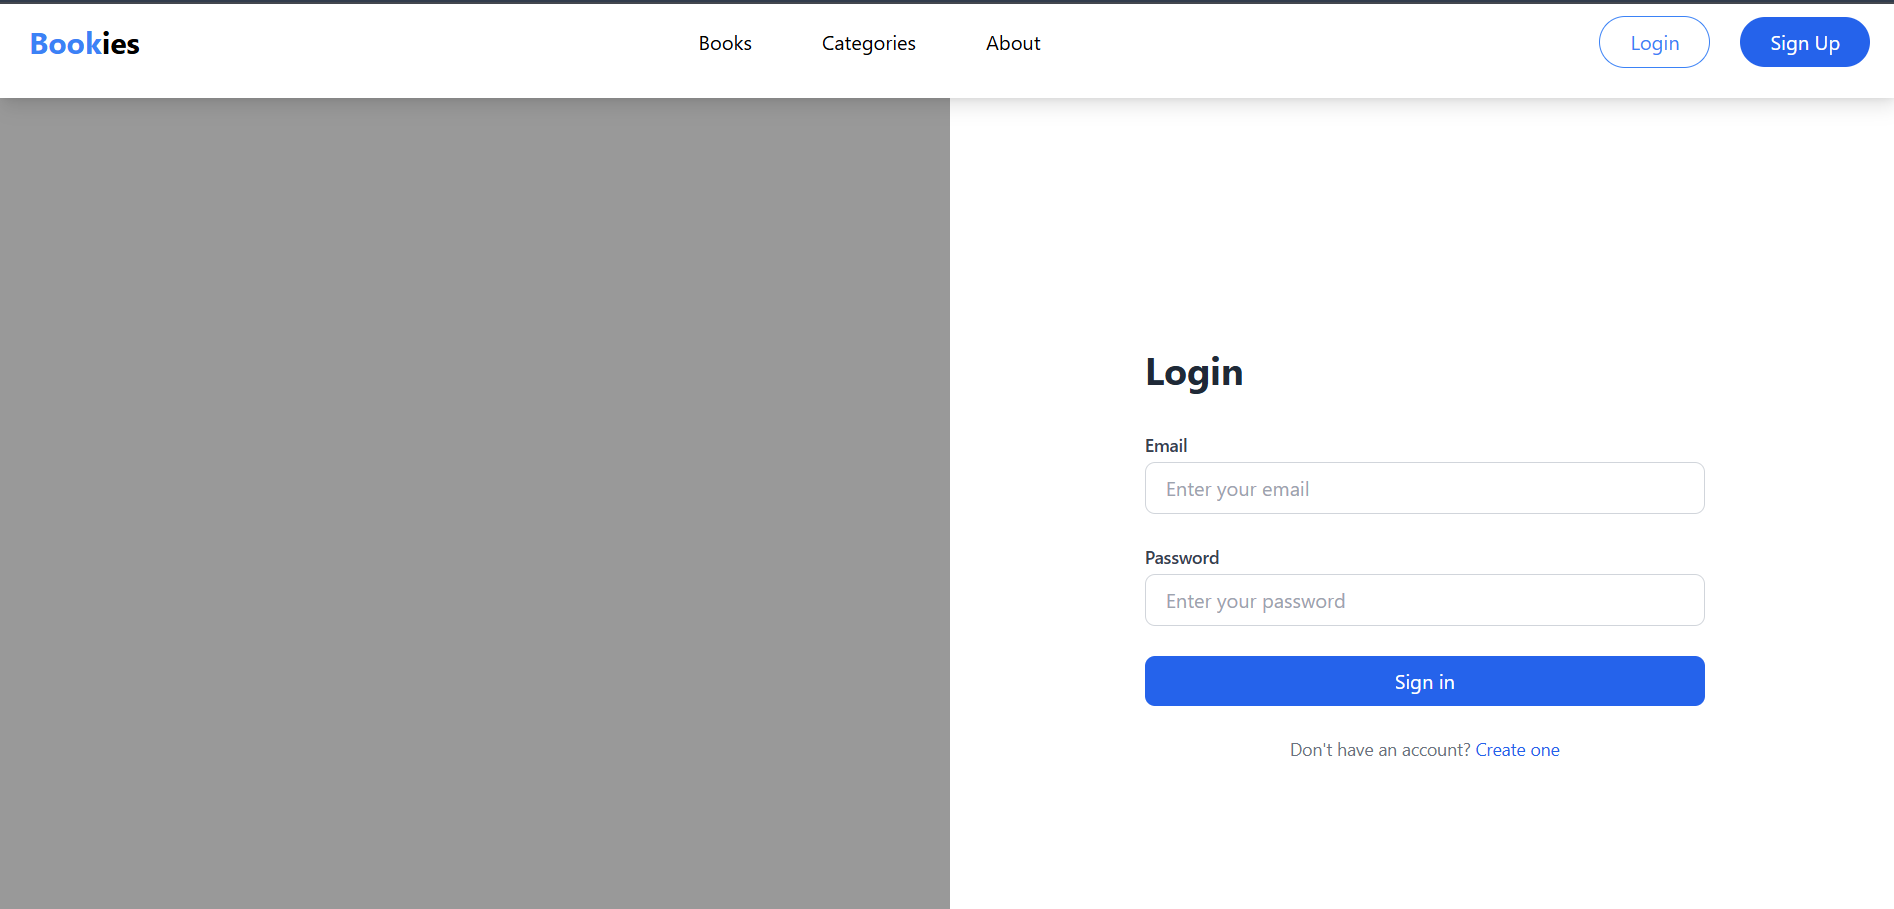 Bookies
Books Categories About
Login Sign Up
Login
Email
Enter your email
Password
Enter your password
Sign in
Don't have an account? Create one